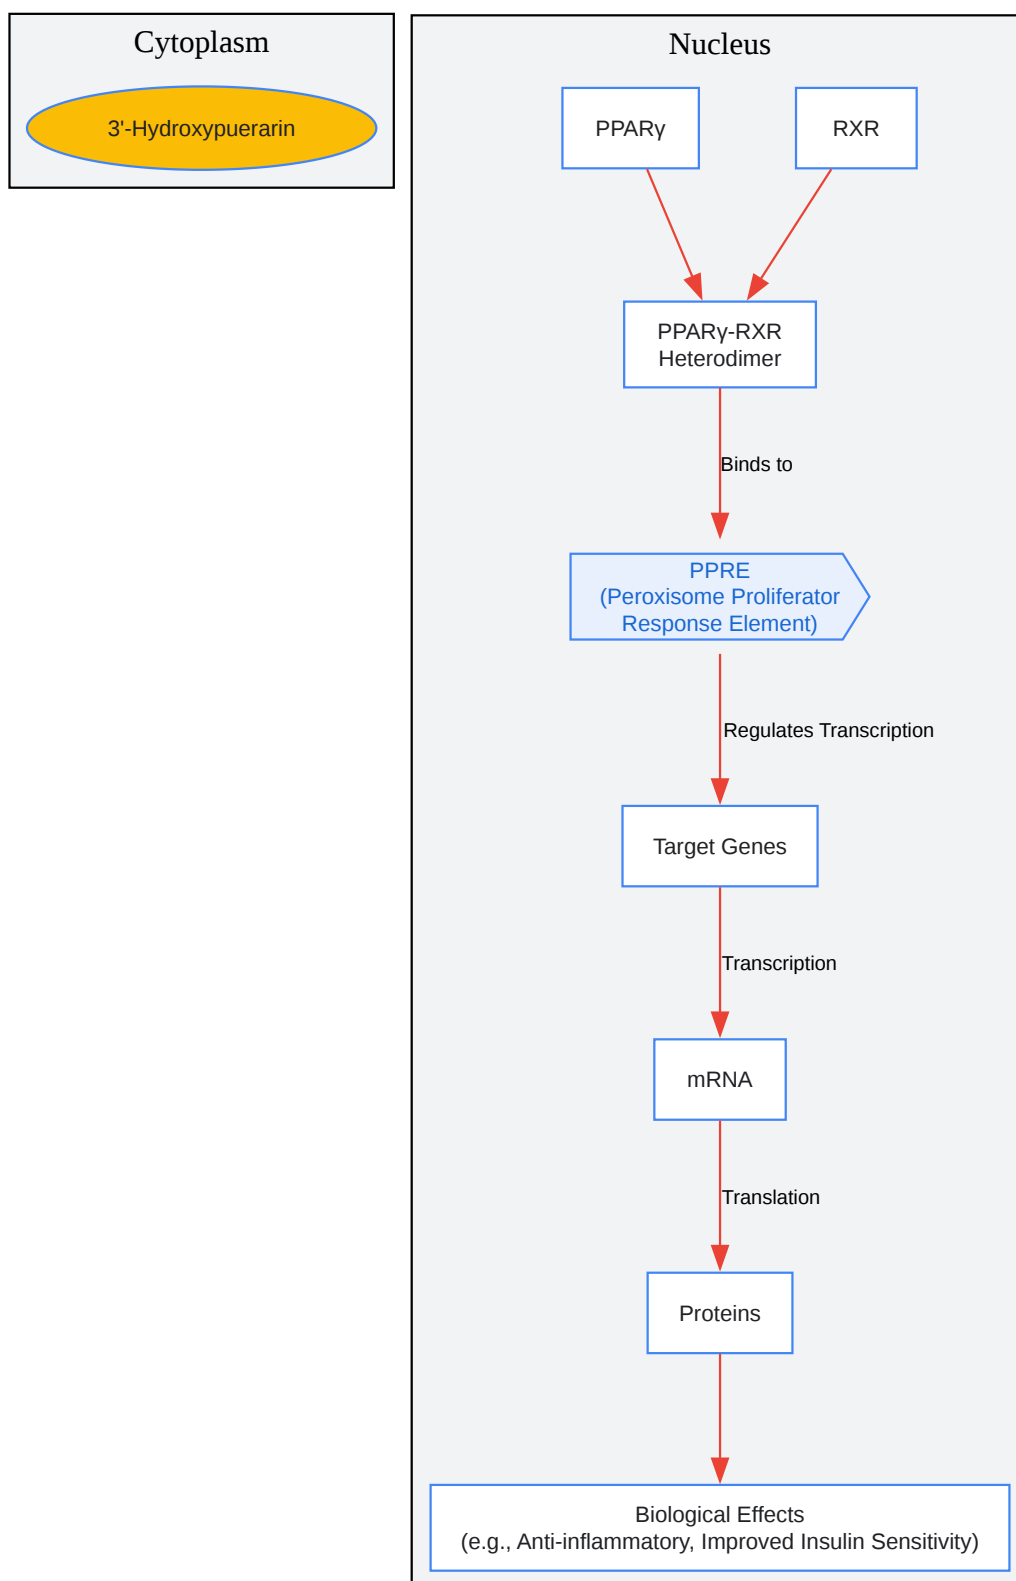 Cytoplasm
3'-Hydroxypuerarin
Nucleus
PPARγ
RXR
PPARγ-RXR
Heterodimer
Binds to
PPRE
(Peroxisome Proliferator
Response Element)
Regulates Transcription
Target Genes
Transcription
mRNA
Translation
Proteins
Biological Effects
(e.g., Anti-inflammatory, Improved Insulin Sensitivity)